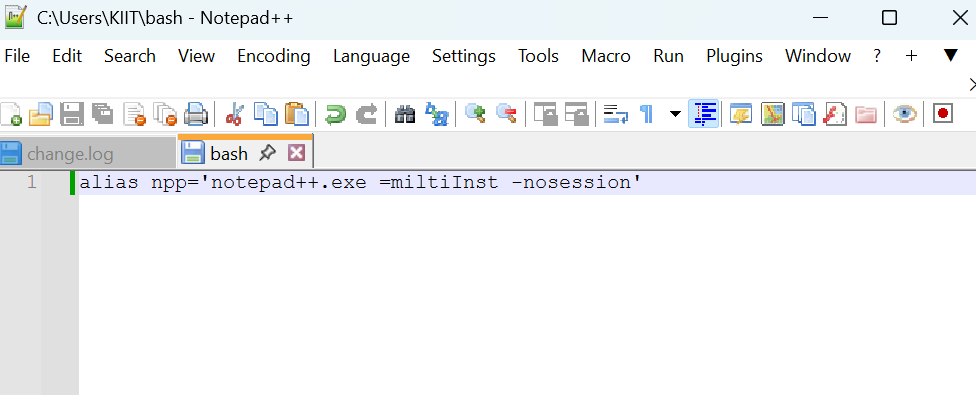 C:\Users\KIIT\bash - Notepad++
File Edit Search View Encoding Language Settings Tools Macro Run Plugins Window ? +
change.log bash
1 alias npp='notepad++.exe =miltiInst -nosession'